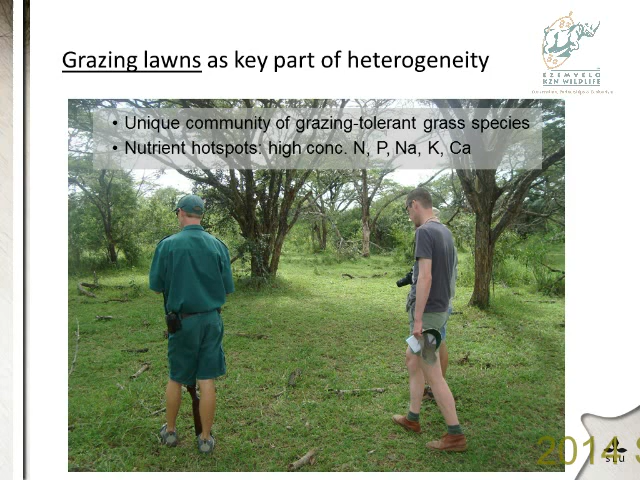 Grazing lawns as key part of heterogeneity
EZEMVELO
KZN WILDLIFE
• Unique community of grazing-tolerant grass species
• Nutrient hotspots: high conc. N, P, Na, K, Ca
2014 S
SLU